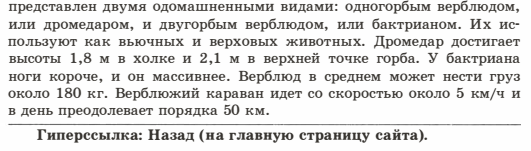 представлен двумя одомашненными видами: одногорбым верблюдом,
или дромедаром, и двугорбым верблюдом, или бактрианом. Их ис-
пользуют как вьючных и верховых животных. Дромедар достигает
высоты 1,8 м в холке и 2,1 м в верхней точке горба. У бактриана
ноги короче, и он массивнее. Верблюд в среднем может нести груз
около 180 кг. Верблюжий караван идет со скоростью около 5 км/ч и
в день преодолевает порядка 50 км.
Гиперссылка: Назад (на главную страницу сайта).